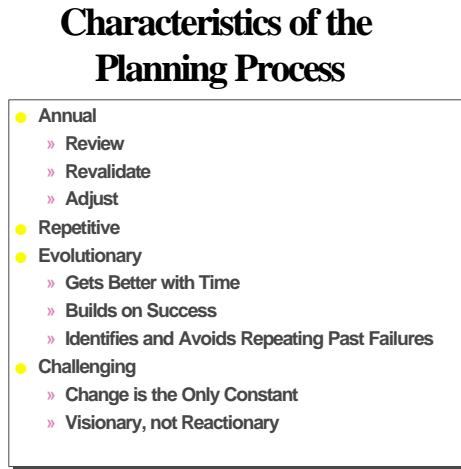 Characteristics of the
Planning Process
● Annual
» Review
» Revalidate
» Adjust
● Repetitive
● Evolutionary
» Gets Better with Time
» Builds on Success
» Identifies and Avoids Repeating Past Failures
● Challenging
» Change is the Only Constant
» Visionary, not Reactionary